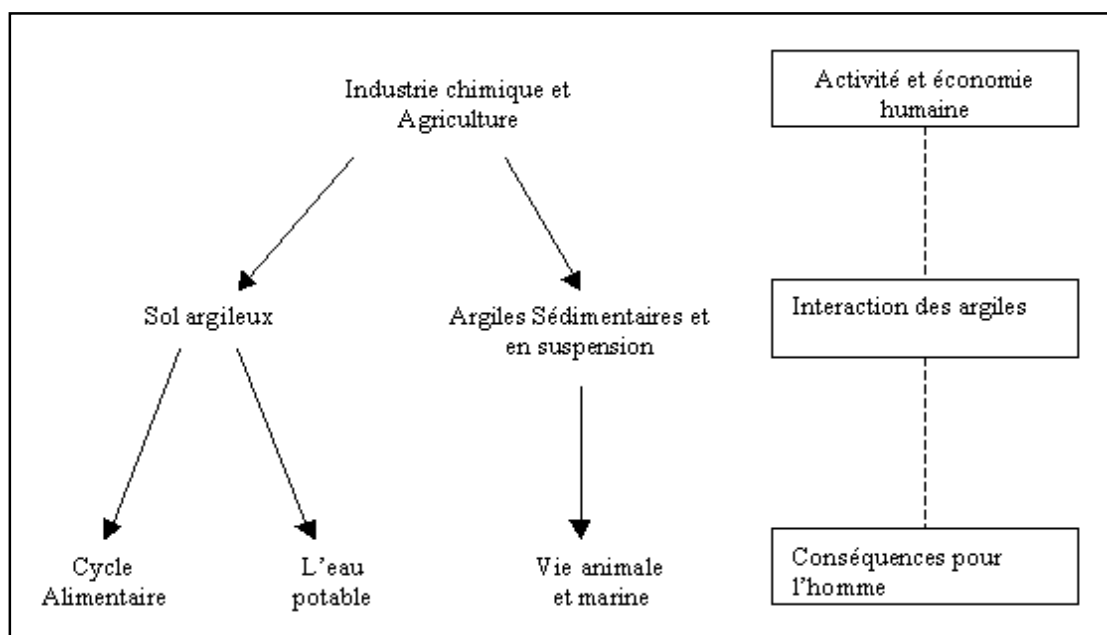 Industrie chimique et
Agriculture
Activité et économie
humaine
Sol argileux
Argiles Sédimentaires et
en suspension
Interaction des argiles
Cycle
Alimentaire
L'eau
potable
Vie animale
et marine
Conséquences pour
l'homme